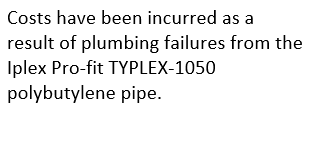 Costs have been incurred as a
result of plumbing failures from the
Iplex Pro-fit TYPLEX-1050
polybutylene pipe.